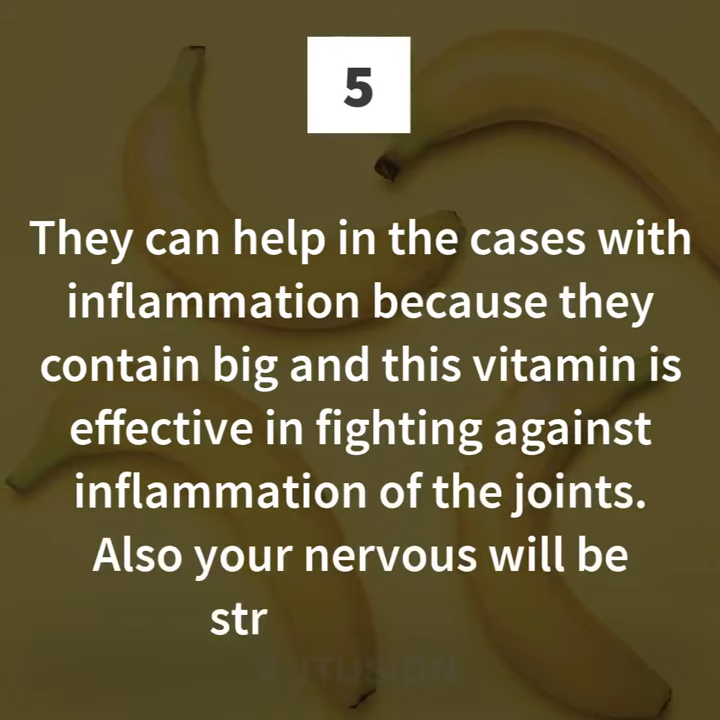 5
They can help in the cases with
inflammation because they
contain big and this vitamin is
effective in fighting against
inflammation of the joints.
Also your nervous will be
str